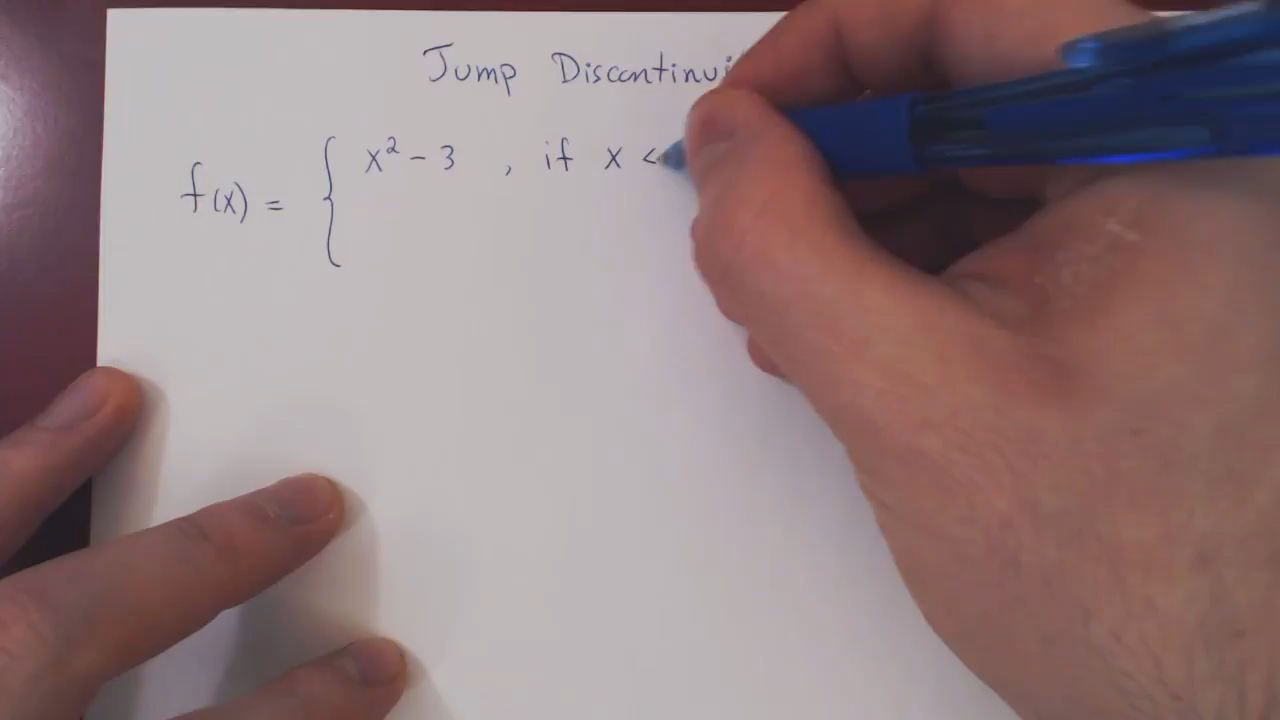 Jump Discontinui
f(x) = { x² - 3 , if x <